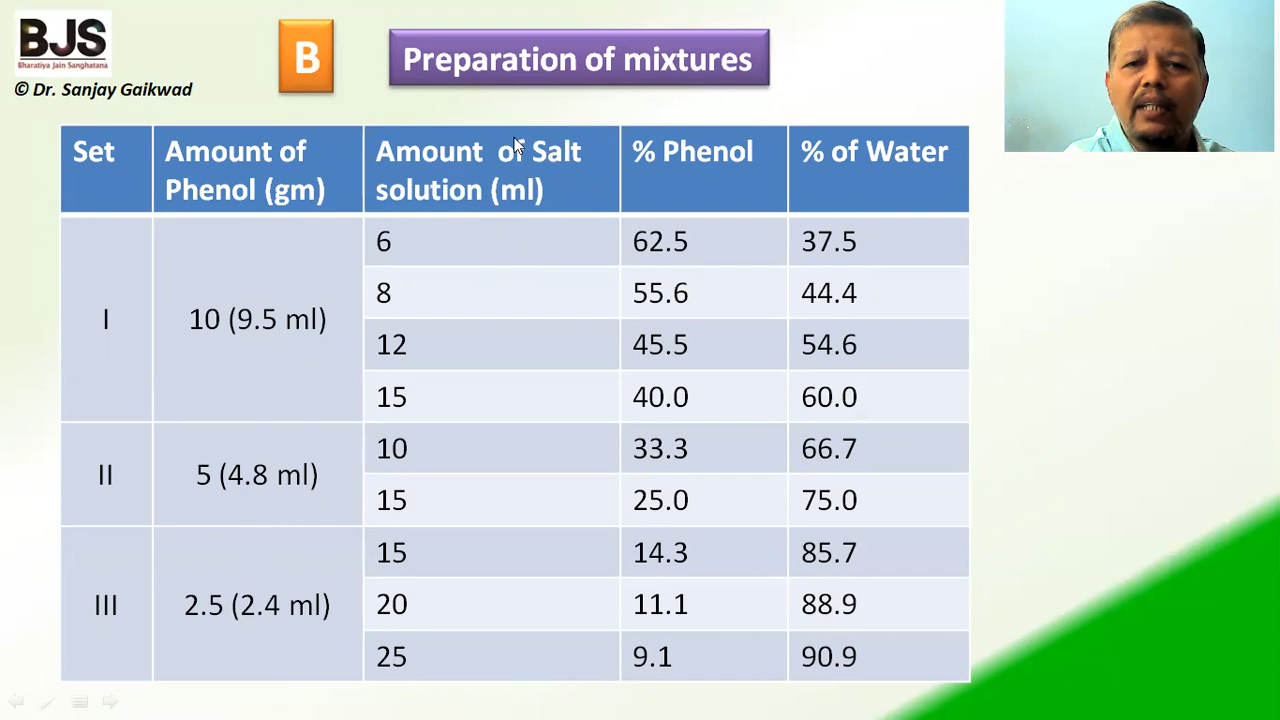 BJS
Bharatiya Jain Sanghatana
© Dr. Sanjay Gaikwad
B
Preparation of mixtures
Set
Amount of
Phenol (gm)
Amount of Salt
solution (ml)
% Phenol
% of Water
I
10 (9.5 ml)
6
62.5
37.5
8
55.6
44.4
12
45.5
54.6
15
40.0
60.0
II
5 (4.8 ml)
10
33.3
66.7
15
25.0
75.0
III
2.5 (2.4 ml)
15
14.3
85.7
20
11.1
88.9
25
9.1
90.9